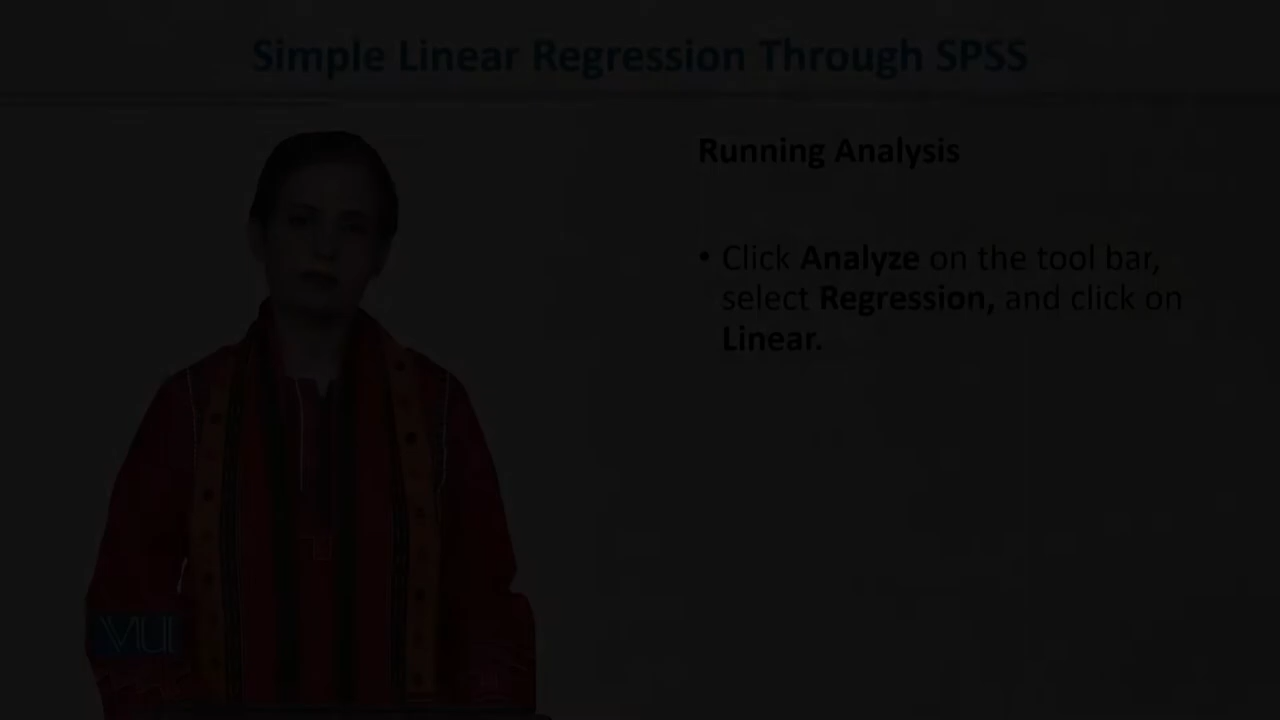 Simple Linear Regression Through SPSS
Running Analysis
• Click Analyze on the tool bar,
select Regression, and click on
Linear.
VU